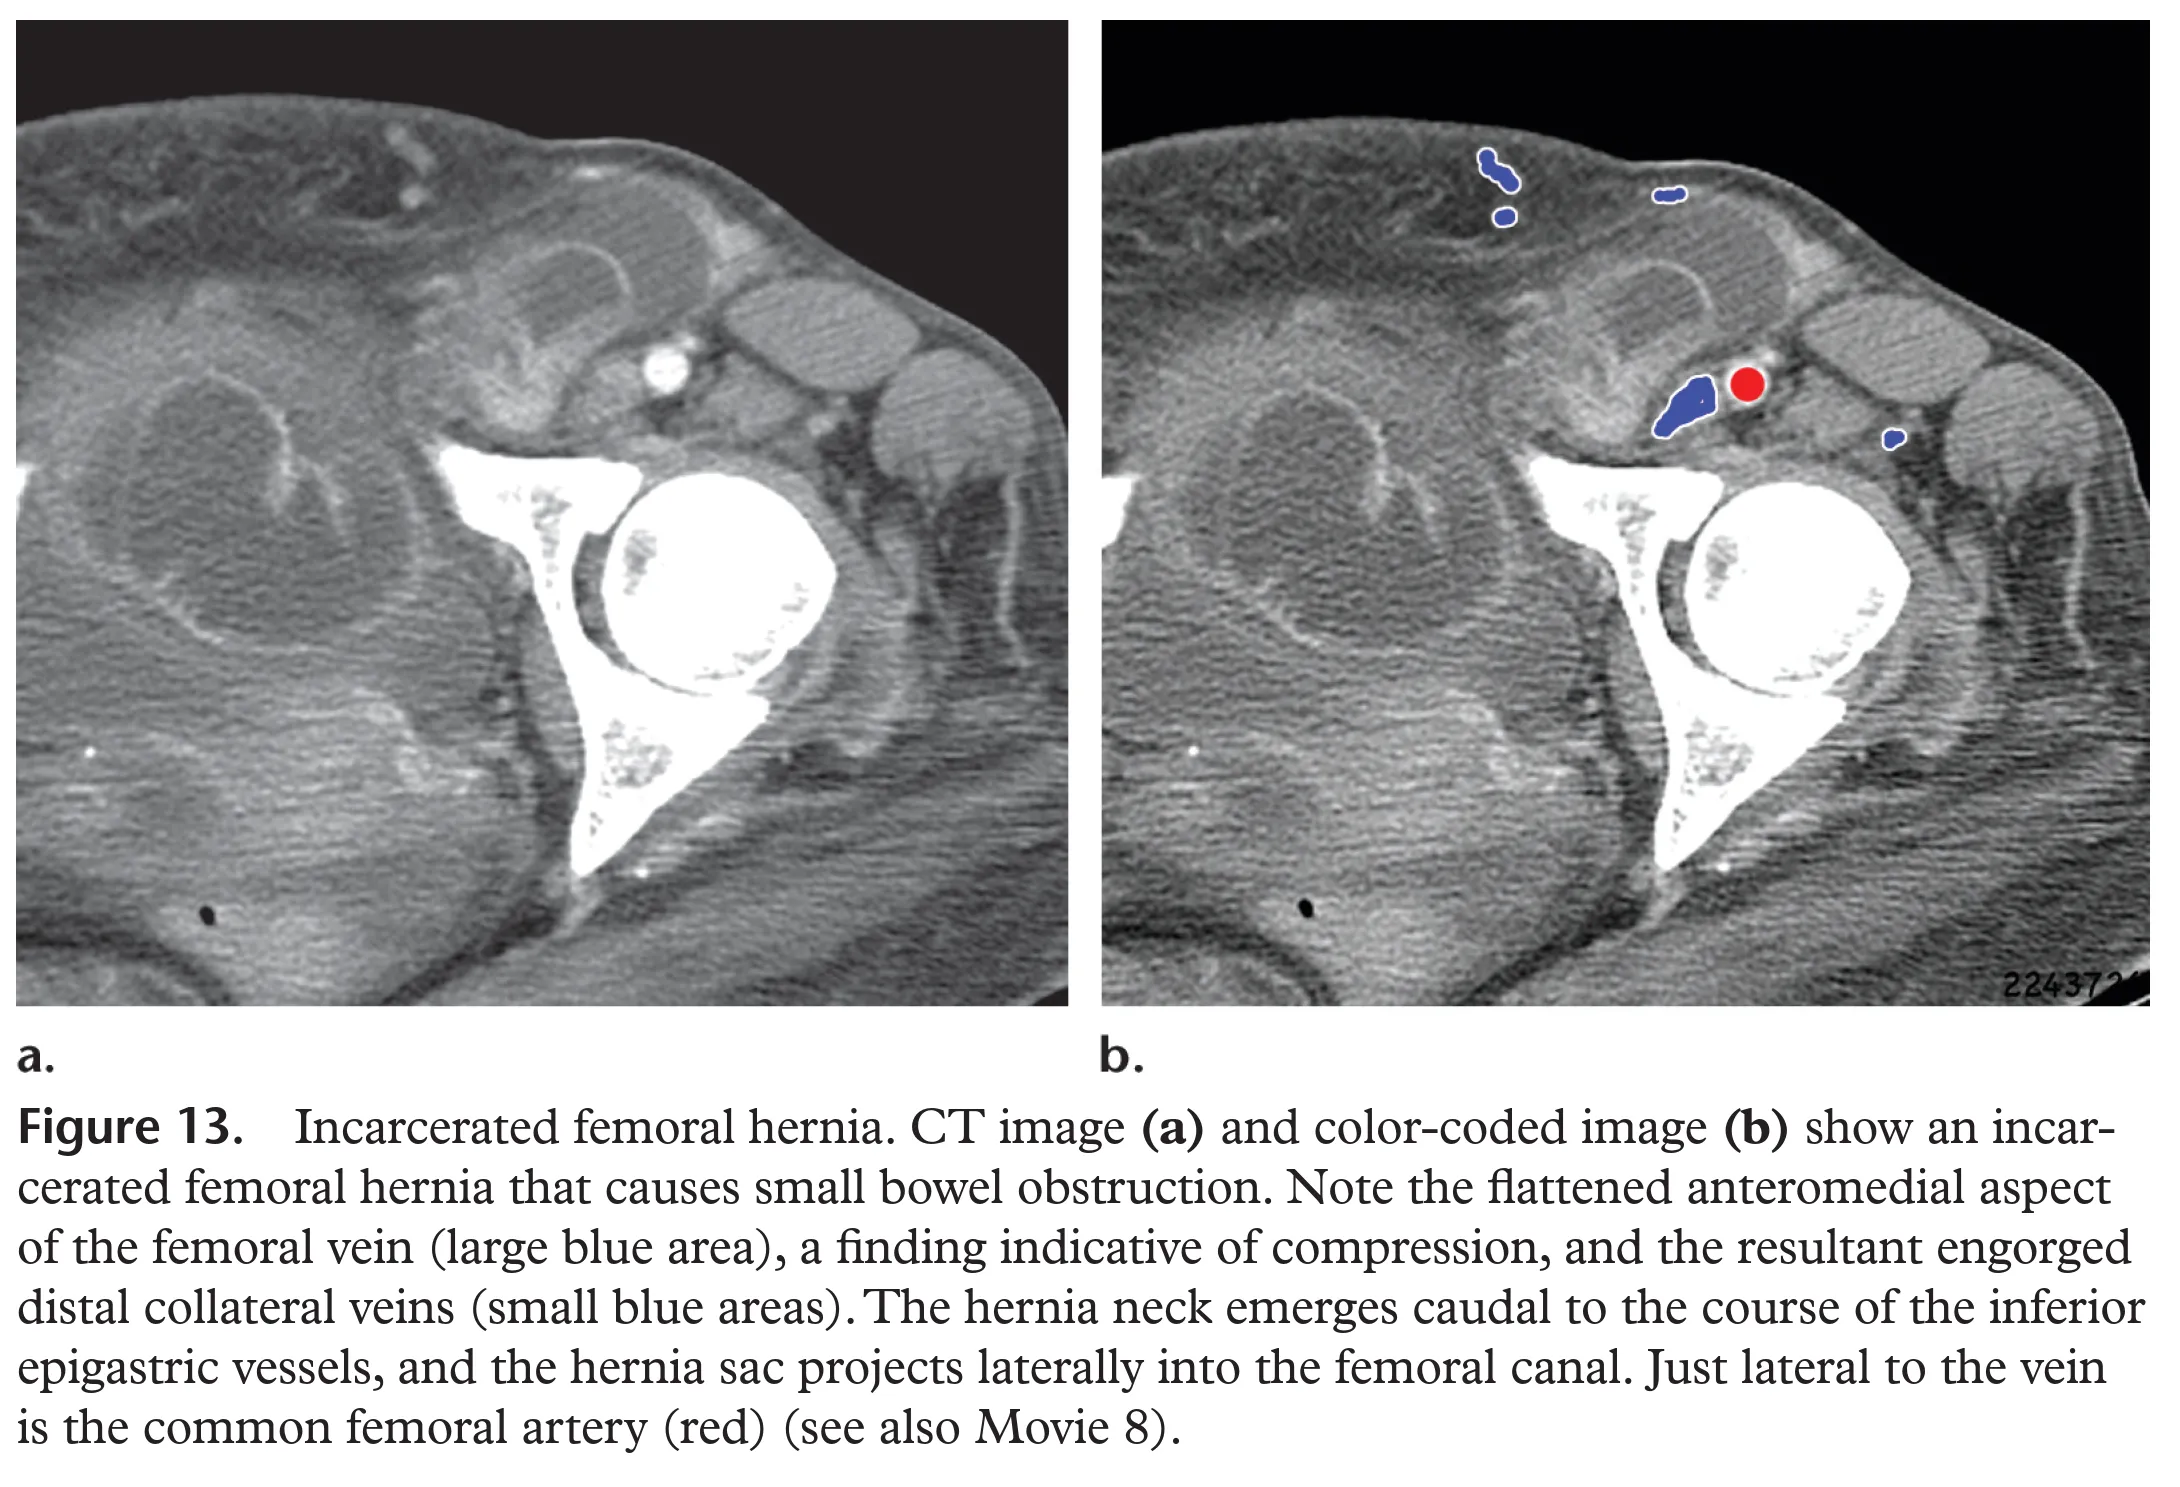 224372
a.
b.
Figure 13. Incarcerated femoral hernia. CT image (a) and color-coded image (b) show an incar-
cerated femoral hernia that causes small bowel obstruction. Note the flattened anteromedial aspect
of the femoral vein (large blue area), a finding indicative of compression, and the resultant engorged
distal collateral veins (small blue areas). The hernia neck emerges caudal to the course of the inferior
epigastric vessels, and the hernia sac projects laterally into the femoral canal. Just lateral to the vein
is the common femoral artery (red) (see also Movie 8).